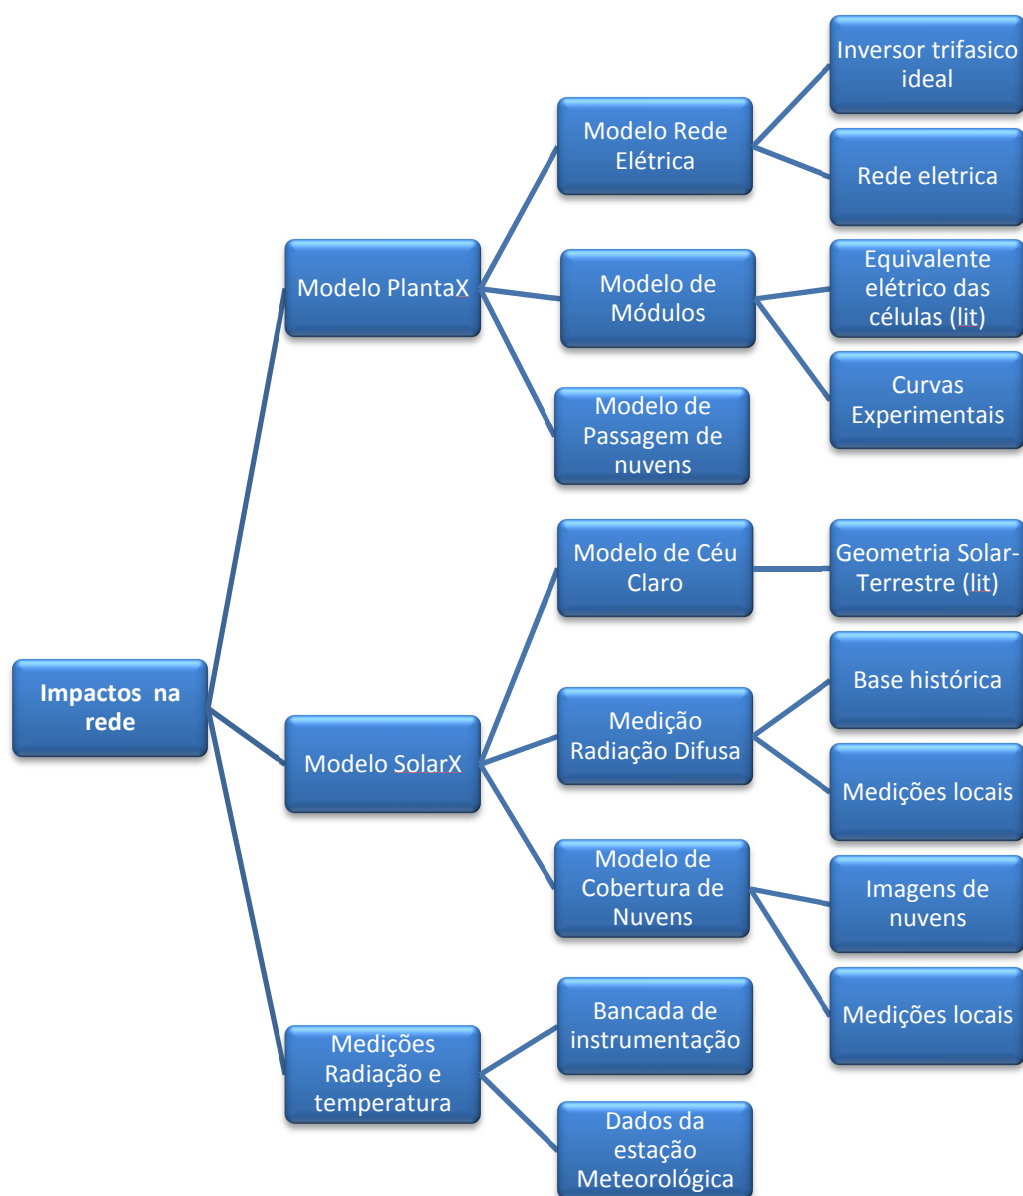 Inversor trifasico
ideal
Modelo Rede
Elétrica
Rede eletrica
Modelo PlantaX
Modelo de
Módulos
Equivalente
elétrico das
células (lit)
Curvas
Experimentais
Modelo de
Passagem de
nuvens
Modelo de Céu
Claro
Geometria Solar-
Terrestre (lit)
Impactos na
rede
Modelo SolarX
Medição
Radiação Difusa
Base histórica
Medições locais
Modelo de
Cobertura de
Nuvens
Imagens de
nuvens
Medições locais
Medições
Radiação e
temperatura
Bancada de
instrumentação
Dados da
estação
Meteorológica